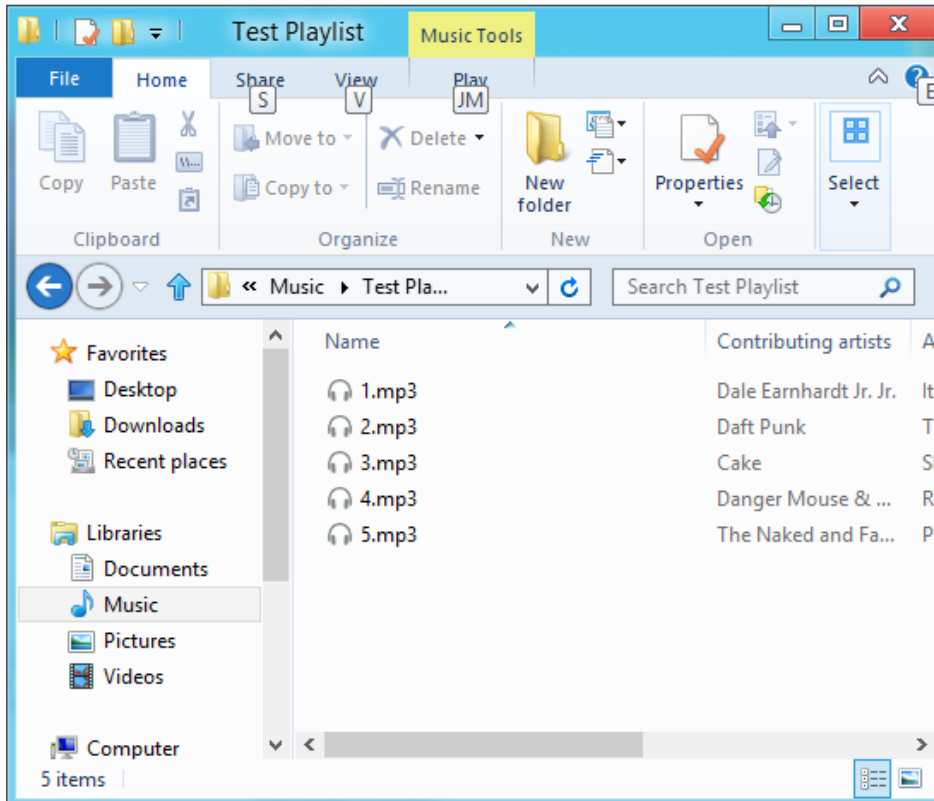 Test Playlist Music Tools
File Home Share View Play
S V JM E
Move to Delete
Copy Paste Copy to Rename New folder Properties Select
Clipboard Organize New Open
« Music Test Pla... Search Test Playlist
Favorites Name Contributing artists A
Desktop 1.mp3 Dale Earnhardt Jr. Jr. It
Downloads 2.mp3 Daft Punk T
Recent places 3.mp3 Cake
4.mp3 Danger Mouse & ... R
Libraries 5.mp3 The Naked and Fa... P
Documents
Music
Pictures
Videos
Computer
5 items